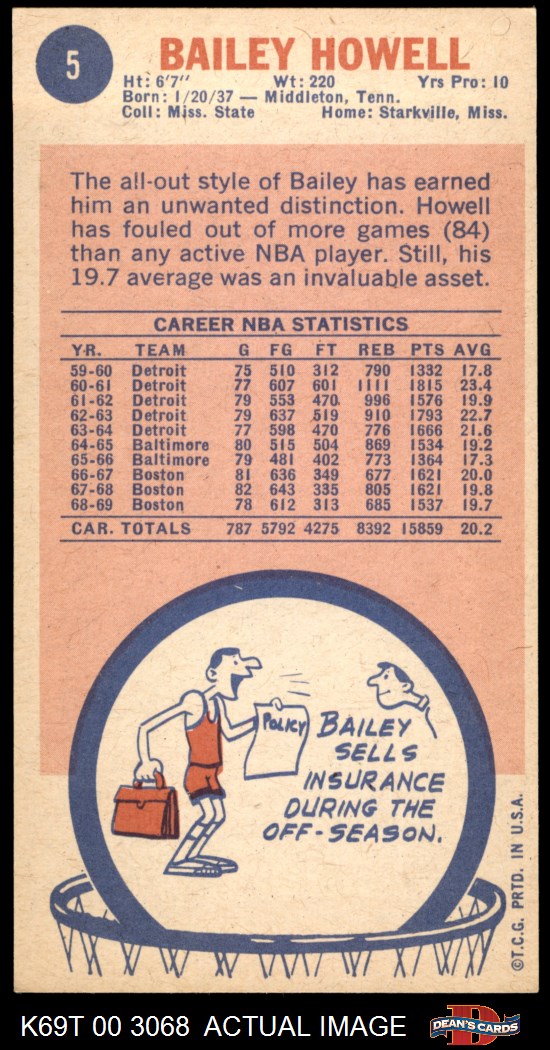 5
BAILEY HOWELL
Ht: 6'7" Wt: 220 Yrs Pro: 10
Born: 1/20/37 — Middleton, Tenn.
Coll: Miss. State Home: Starkville, Miss.
The all-out style of Bailey has earned
him an unwanted distinction. Howell
has fouled out of more games (84)
than any active NBA player. Still, his
19.7 average was an invaluable asset.
CAREER NBA STATISTICS
YR. TEAM G FG FT REB PTS AVG
59-60 Detroit 75 510 312 790 1332 17.8
60-61 Detroit 77 607 601 1111 1815 23.4
61-62 Detroit 79 553 470 996 1576 19.9
62-63 Detroit 79 637 519 910 1793 22.7
63-64 Detroit 77 598 470 776 1666 21.6
64-65 Baltimore 80 515 504 869 1534 19.2
65-66 Baltimore 79 481 402 773 1364 17.3
66-67 Boston 81 636 349 677 1621 20.0
67-68 Boston 82 643 335 805 1621 19.8
68-69 Boston 78 612 313 685 1537 19.7
CAR. TOTALS 787 5792 4275 8392 15859 20.2
POLICY
BAILEY
SELLS
INSURANCE
DURING THE
OFF-SEASON.
©T.C.G. PRTD. IN U.S.A.
K69T 00 3068 ACTUAL IMAGE
D
DEAN'S CARDS